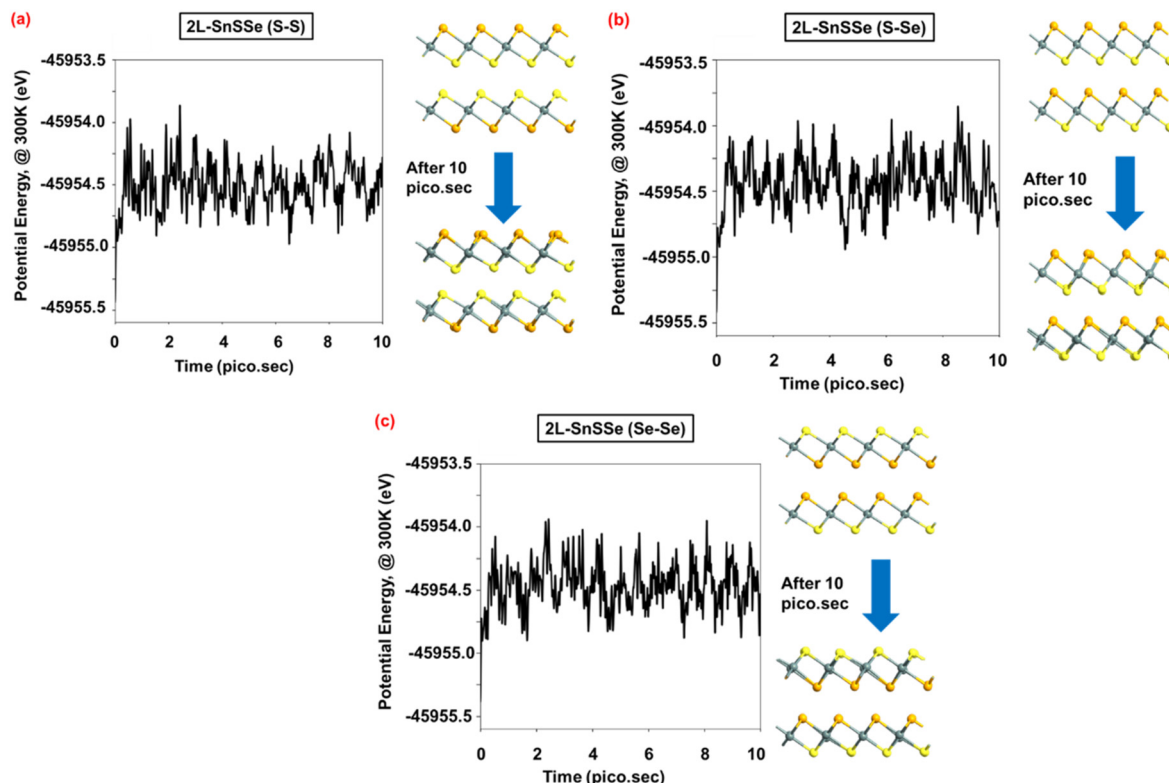 (a)
2L-SnSSe (S-S)
Potential Energy, @ 300K (eV)
-45953.5
-45954.0
-45954.5
-45955.0
-45955.5
0 2 4 6 8 10
Time (pico.sec)
After 10
pico.sec
(b)
2L-SnSSe (S-Se)
Potential Energy, @ 300K (eV)
-45953.5
-45954.0
-45954.5
-45955.0
-45955.5
0 2 4 6 8 10
Time (pico.sec)
After 10
pico.sec
(c)
2L-SnSSe (Se-Se)
Potential Energy, @ 300K (eV)
-45953.5
-45954.0
-45954.5
-45955.0
-45955.5
0 2 4 6 8 10
Time (pico.sec)
After 10
pico.sec